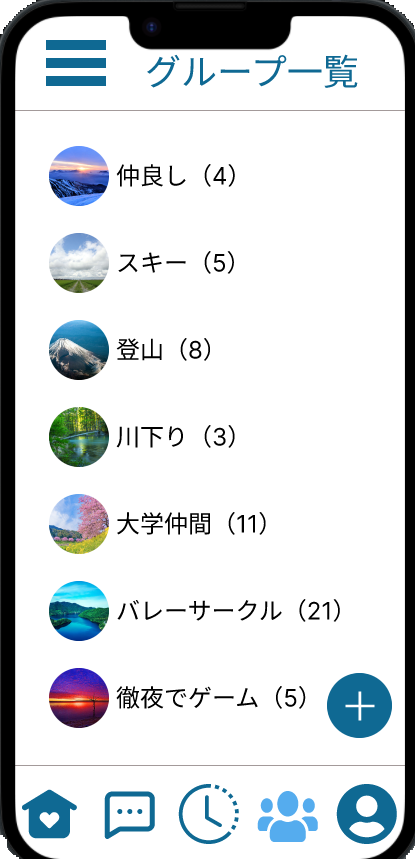 グループ一覧
仲良し（4）
スキー（5）
登山（8）
川下り（3）
大学仲間（11）
バレーサークル（21）
徹夜でゲーム（5）